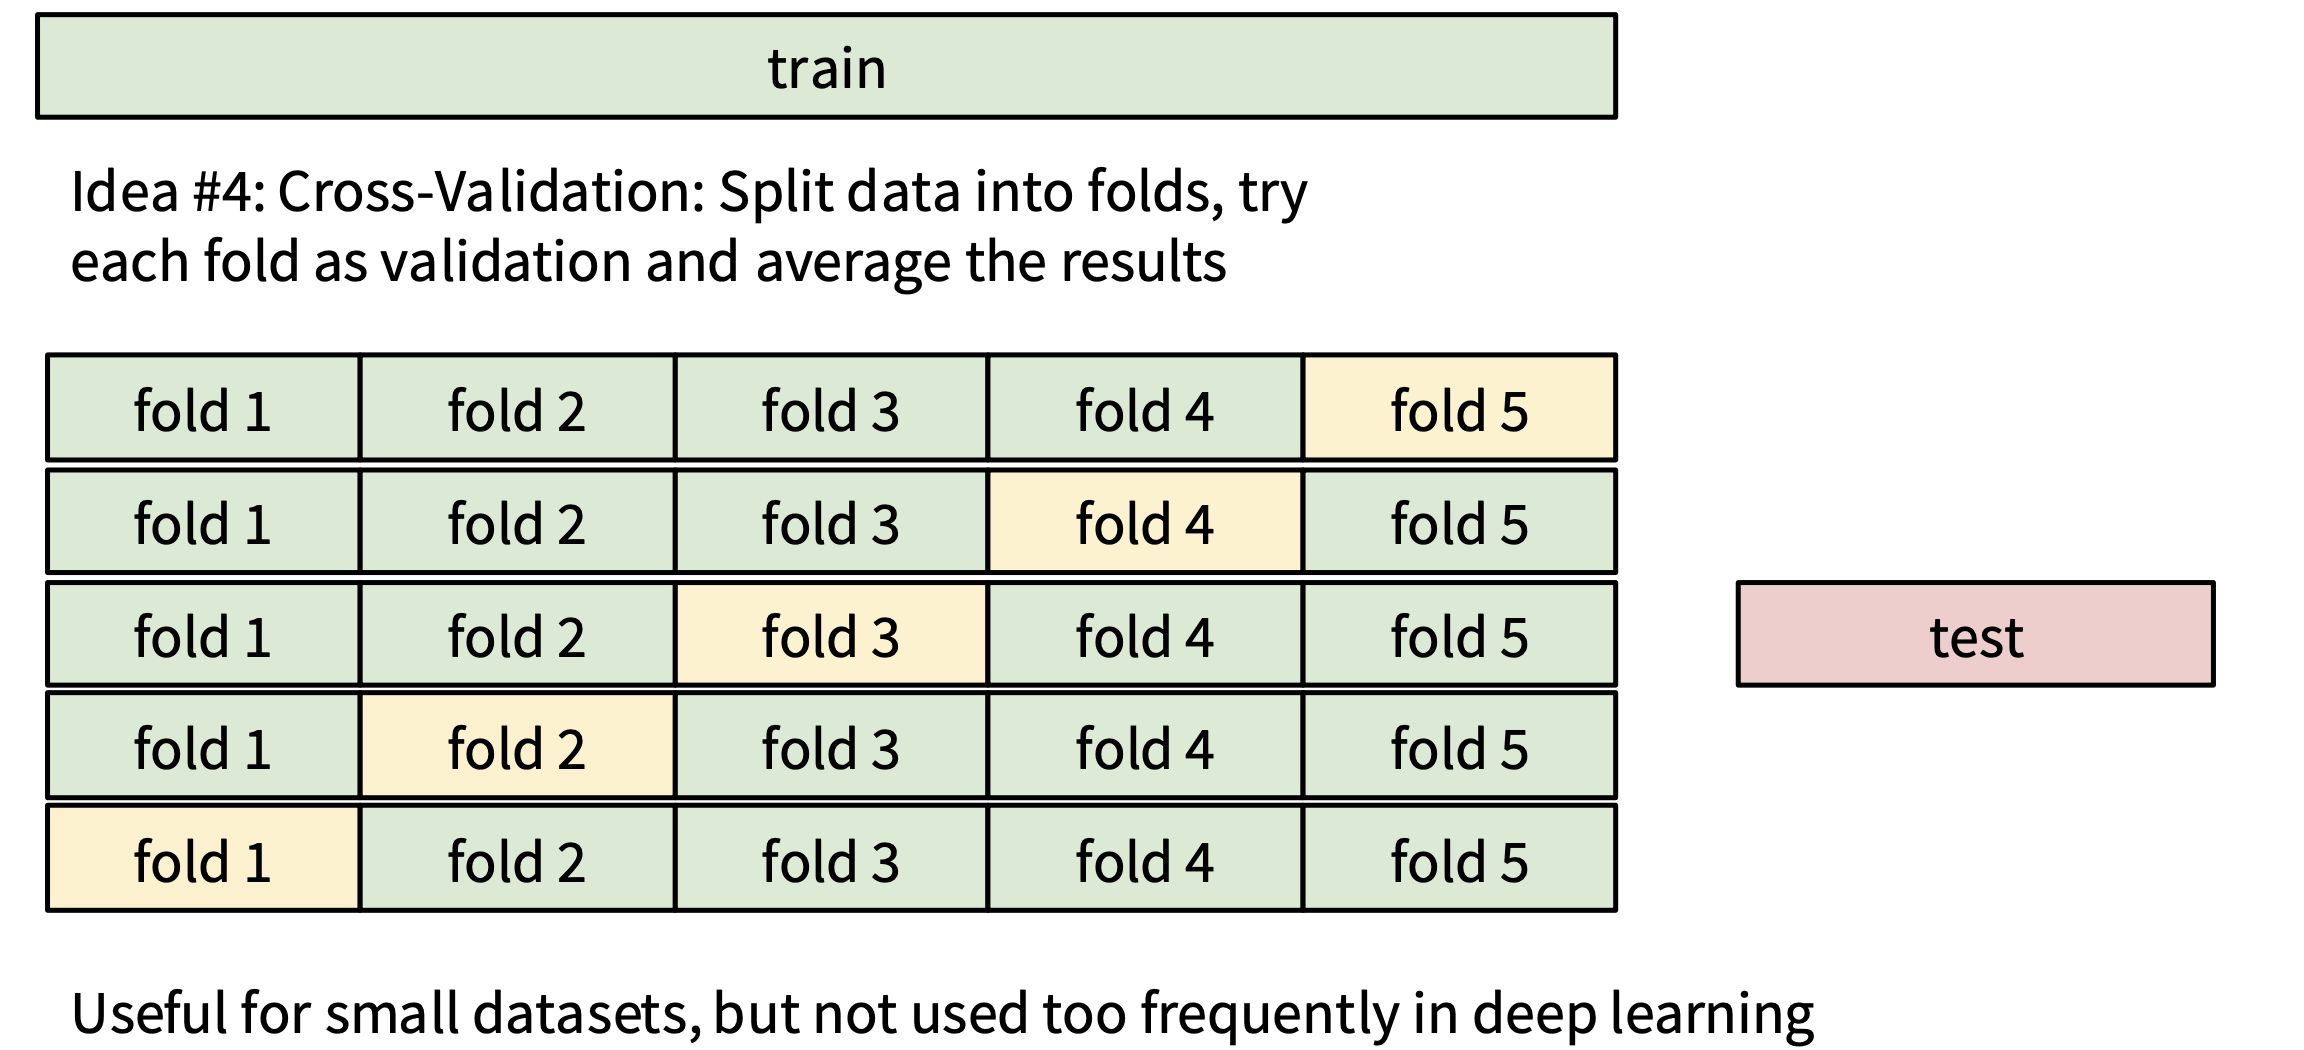 train
Idea #4: Cross-Validation: Split data into folds, try
each fold as validation and average the results
fold 1 fold 2 fold 3 fold 4 fold 5
fold 1 fold 2 fold 3 fold 4 fold 5
fold 1 fold 2 fold 3 fold 4 fold 5 test
fold 1 fold 2 fold 3 fold 4 fold 5
fold 1 fold 2 fold 3 fold 4 fold 5
Useful for small datasets, but not used too frequently in deep learning